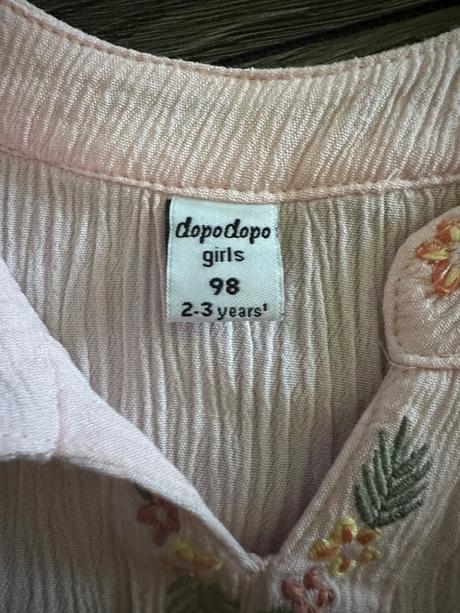 dopodopo
girls
98
2-3 years¹